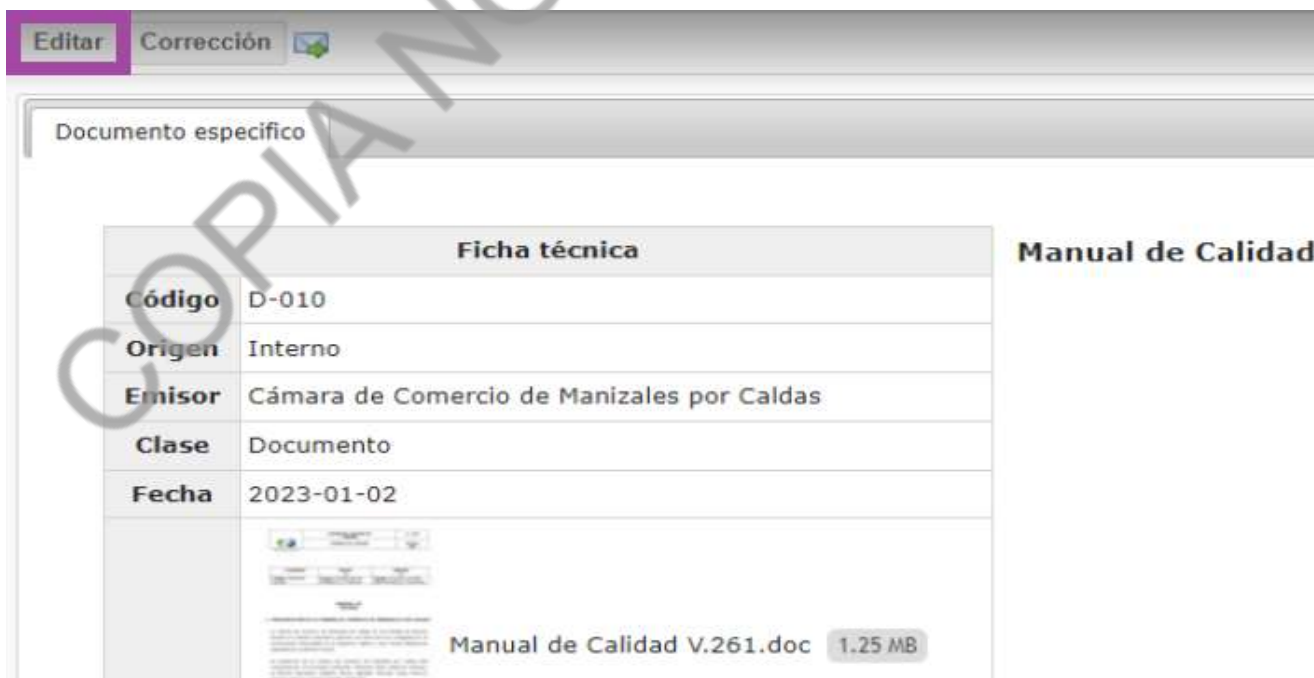 Editar Corrección
Documento especifico
Ficha técnica
Manual de Calidad
Código D-010
Origen Interno
Emisor Cámara de Comercio de Manizales por Caldas
Clase Documento
Fecha 2023-01-02
Manual de Calidad V.261.doc 1.25 MB
COPIA NO